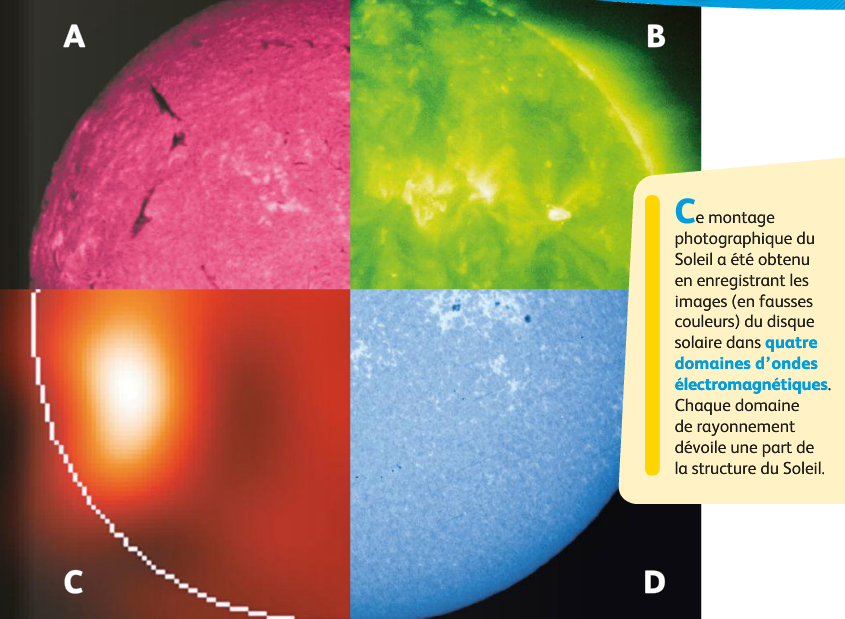 A
B
C
D
Ce montage
photographique du
Soleil a été obtenu
en enregistrant les
images (en fausses
couleurs) du disque
solaire dans quatre
domaines d'ondes
électromagnétiques.
Chaque domaine
de rayonnement
dévoile une part de
la structure du Soleil.